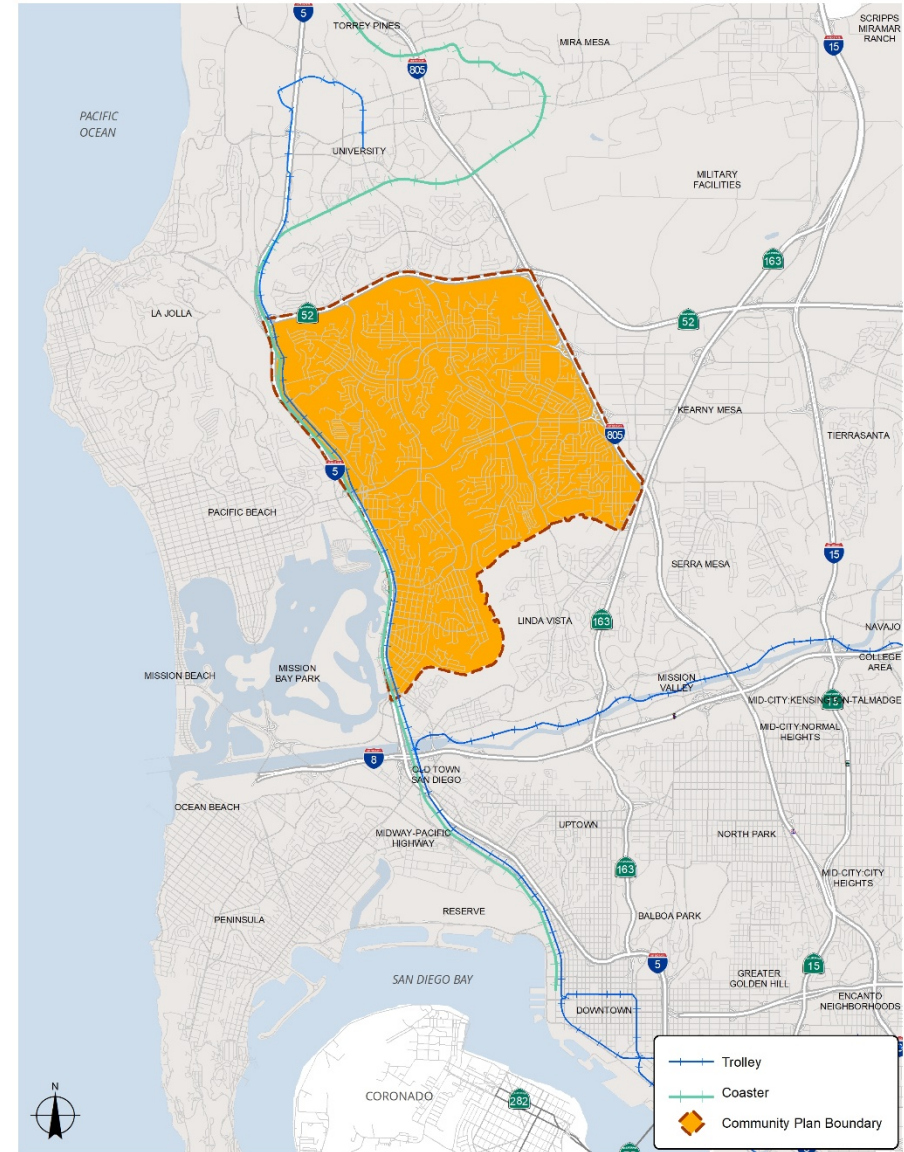 5
TORREY PINES
SCRIPPS
MIRAMAR
RANCH
MIRA MESA
15
805
PACIFIC
OCEAN
UNIVERSITY
MILITARY
FACILITIES
163
LA JOLLA
52
52
KEARNY MESA
805
TIERRASANTA
5
PACIFIC BEACH
15
SERRA MESA
LINDA VISTA
163
NAVAJO
COLLEGE
AREA
MISSION BEACH
MISSION
BAY PARK
MISSION
VALLEY
MID-CITY:KENSINGTON-TALMADGE
15
MID-CITY:NORMAL
HEIGHTS
8
OLD TOWN
SAN DIEGO
OCEAN BEACH
UPTOWN
MIDWAY-PACIFIC
HIGHWAY
NORTH PARK
163
MID-CITY:CITY
HEIGHTS
PENINSULA
RESERVE
BALBOA PARK
5
15
SAN DIEGO BAY
GREATER
GOLDEN HILL
ENCANTO
NEIGHBORHOODS
DOWNTOWN
N
CORONADO
282
Trolley
Coaster
Community Plan Boundary